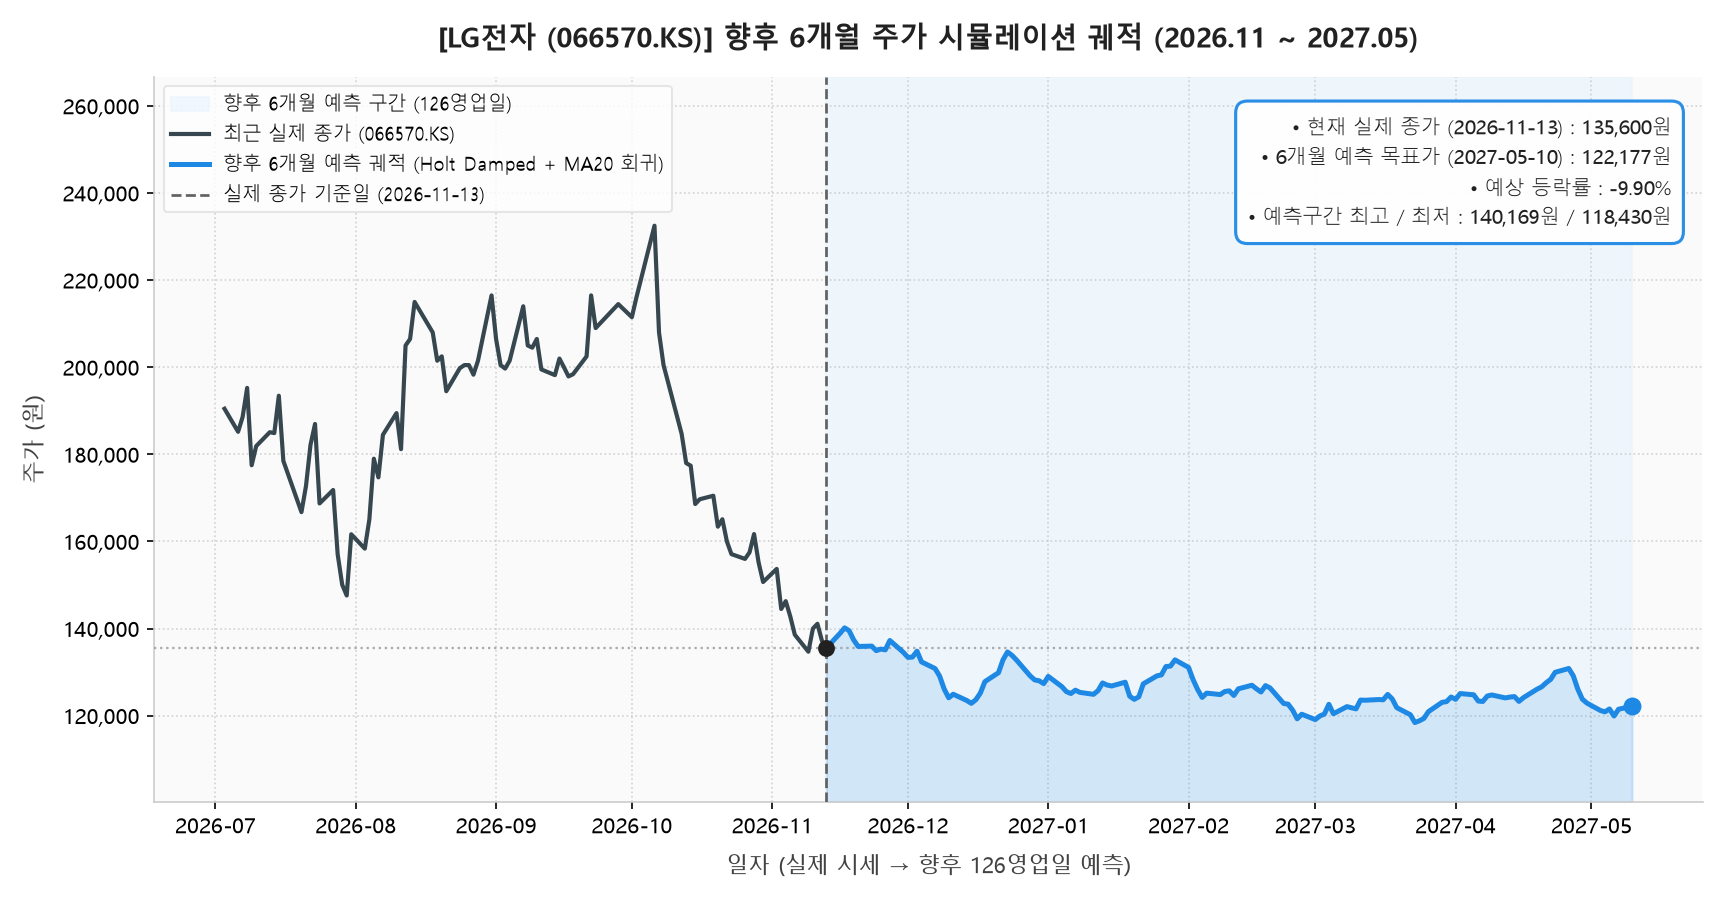 [LG전자 (066570.KS)] 향후 6개월 주가 시뮬레이션 궤적 (2026.11 ~ 2027.05)
향후 6개월 예측 구간 (126영업일)
최근 실제 종가 (066570.KS)
향후 6개월 예측 궤적 (Holt Damped + MA20 회귀)
실제 종가 기준일 (2026-11-13)
• 현재 실제 종가 (2026-11-13) : 135,600원
• 6개월 예측 목표가 (2027-05-10) : 122,177원
• 예상 등락률 : -9.90%
• 예측구간 최고 / 최저 : 140,169원 / 118,430원
주가 (원)
260,000
240,000
220,000
200,000
180,000
160,000
140,000
120,000
2026-07 2026-08 2026-09 2026-10 2026-11 2026-12 2027-01 2027-02 2027-03 2027-04 2027-05
일자 (실제 시세 → 향후 126영업일 예측)